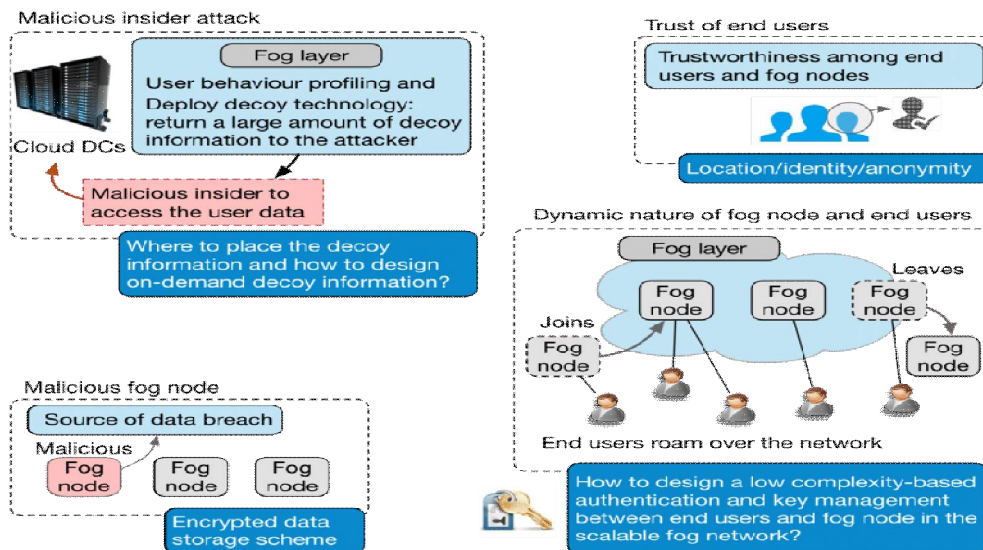 Malicious insider attack
Fog layer
User behaviour profiling and
Deploy decoy technology:
return a large amount of decoy
information to the attacker
Cloud DCs
Malicious insider to
access the user data
Where to place the decoy
information and how to design
on-demand decoy information?
Trust of end users
Trustworthiness among end
users and fog nodes
Location/identity/anonymity
Dynamic nature of fog node and end users
Fog layer
Leaves
Fog
node
Fog
node
Fog
node
Joins
Fog
node
Fog
node
End users roam over the network
How to design a low complexity-based
authentication and key management
between end users and fog node in the
scalable fog network?
Malicious fog node
Source of data breach
Malicious
Fog
node
Fog
node
Fog
node
Encrypted data
storage scheme